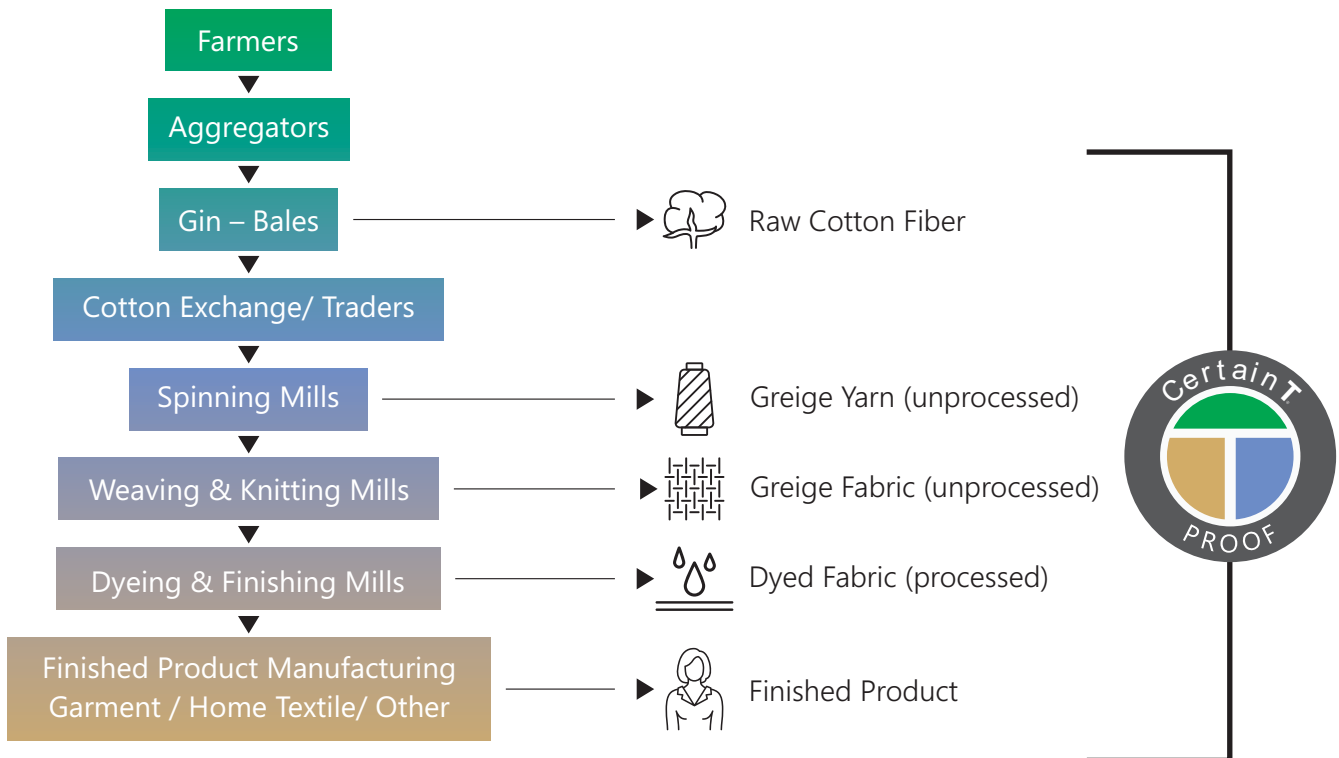 Farmers
Aggregators
Gin – Bales
Raw Cotton Fiber
Cotton Exchange/ Traders
Spinning Mills
Greige Yarn (unprocessed)
Weaving & Knitting Mills
Greige Fabric (unprocessed)
Dyeing & Finishing Mills
Dyed Fabric (processed)
Finished Product Manufacturing
Garment / Home Textile/ Other
Finished Product
CertainT
PROOF